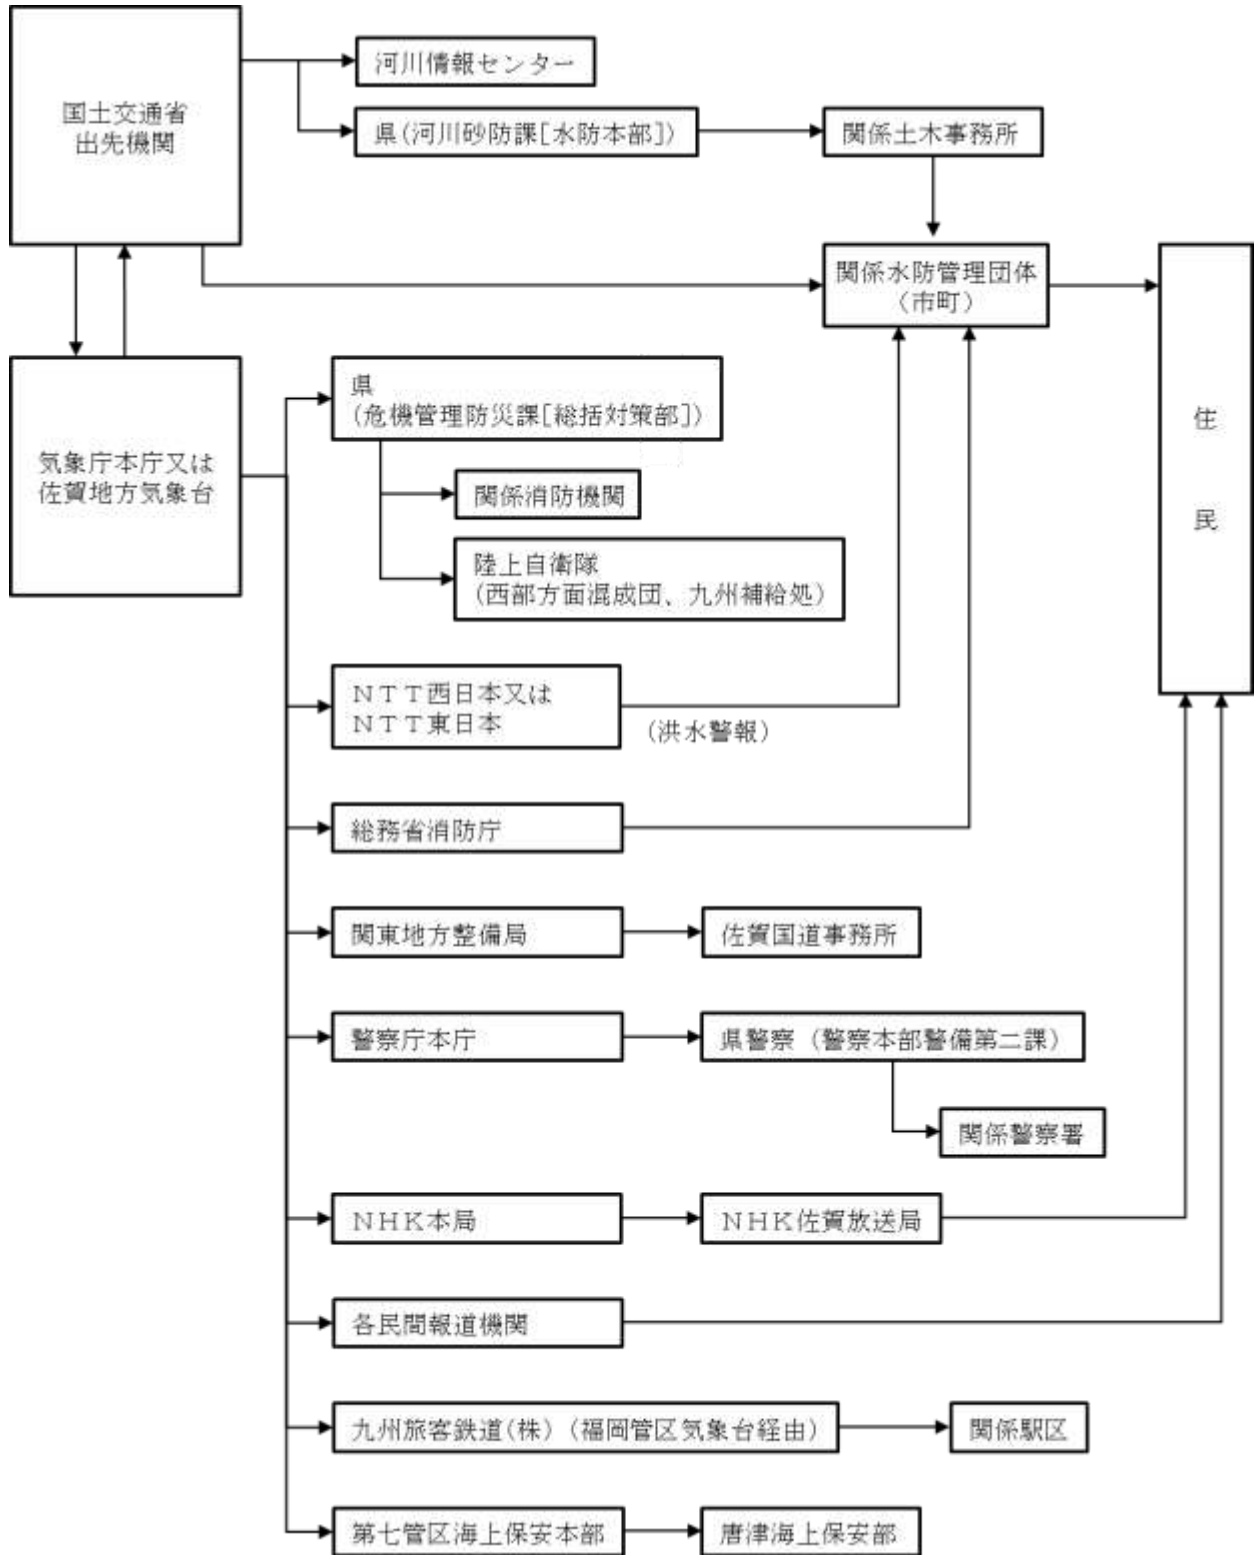 国土交通省
出先機関
河川情報センター
県(河川砂防課[水防本部])
関係土木事務所
関係水防管理団体
（市町）
住
民
気象庁本庁又は
佐賀地方気象台
県
(危機管理防災課[総括対策部])
関係消防機関
陸上自衛隊
(西部方面混成団、九州補給処)
ＮＴＴ西日本又は
ＮＴＴ東日本
(洪水警報)
総務省消防庁
関東地方整備局
佐賀国道事務所
警察庁本庁
県警察（警察本部警備第二課）
関係警察署
ＮＨＫ本局
ＮＨＫ佐賀放送局
各民間報道機関
九州旅客鉄道(株)（福岡管区気象台経由）
関係駅区
第七管区海上保安本部
唐津海上保安部